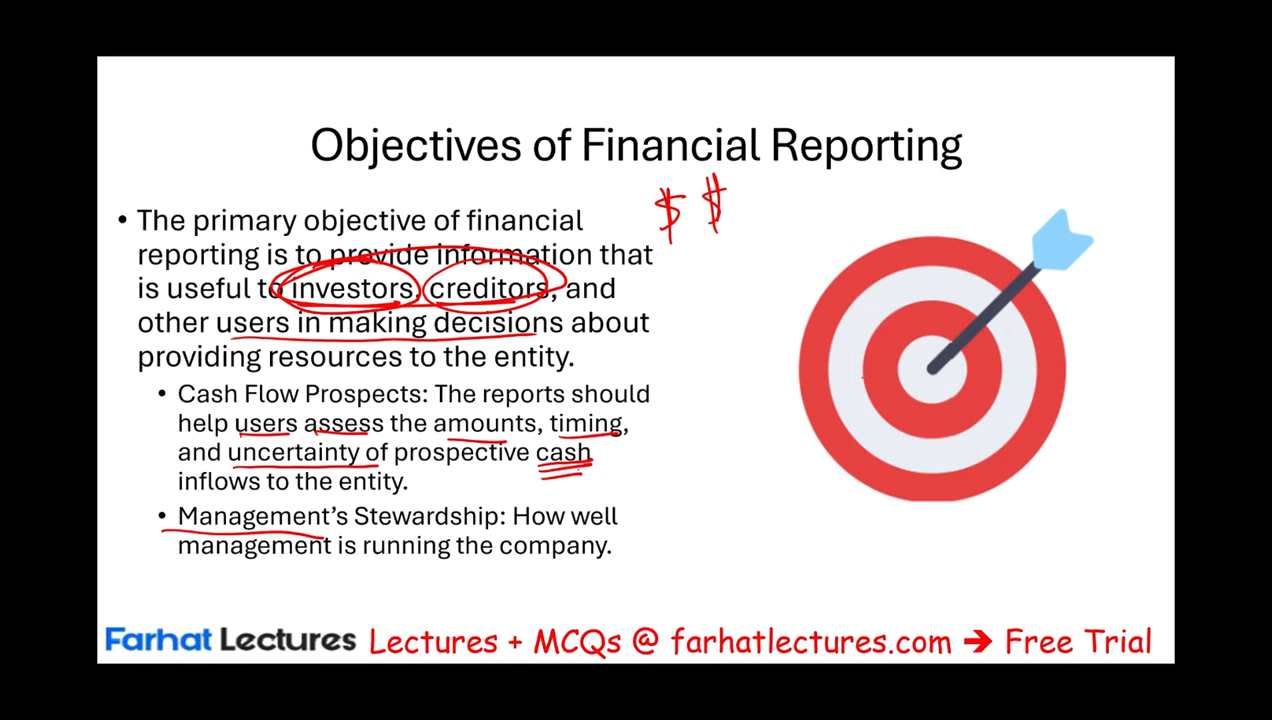 Objectives of Financial Reporting
$ $
• The primary objective of financial
reporting is to provide information that
is useful to investors, creditors, and
other users in making decisions about
providing resources to the entity.
• Cash Flow Prospects: The reports should
help users assess the amounts, timing,
and uncertainty of prospective cash
inflows to the entity.
• Management’s Stewardship: How well
management is running the company.
Farhat Lectures Lectures + MCQs @ farhatlectures.com ➔ Free Trial